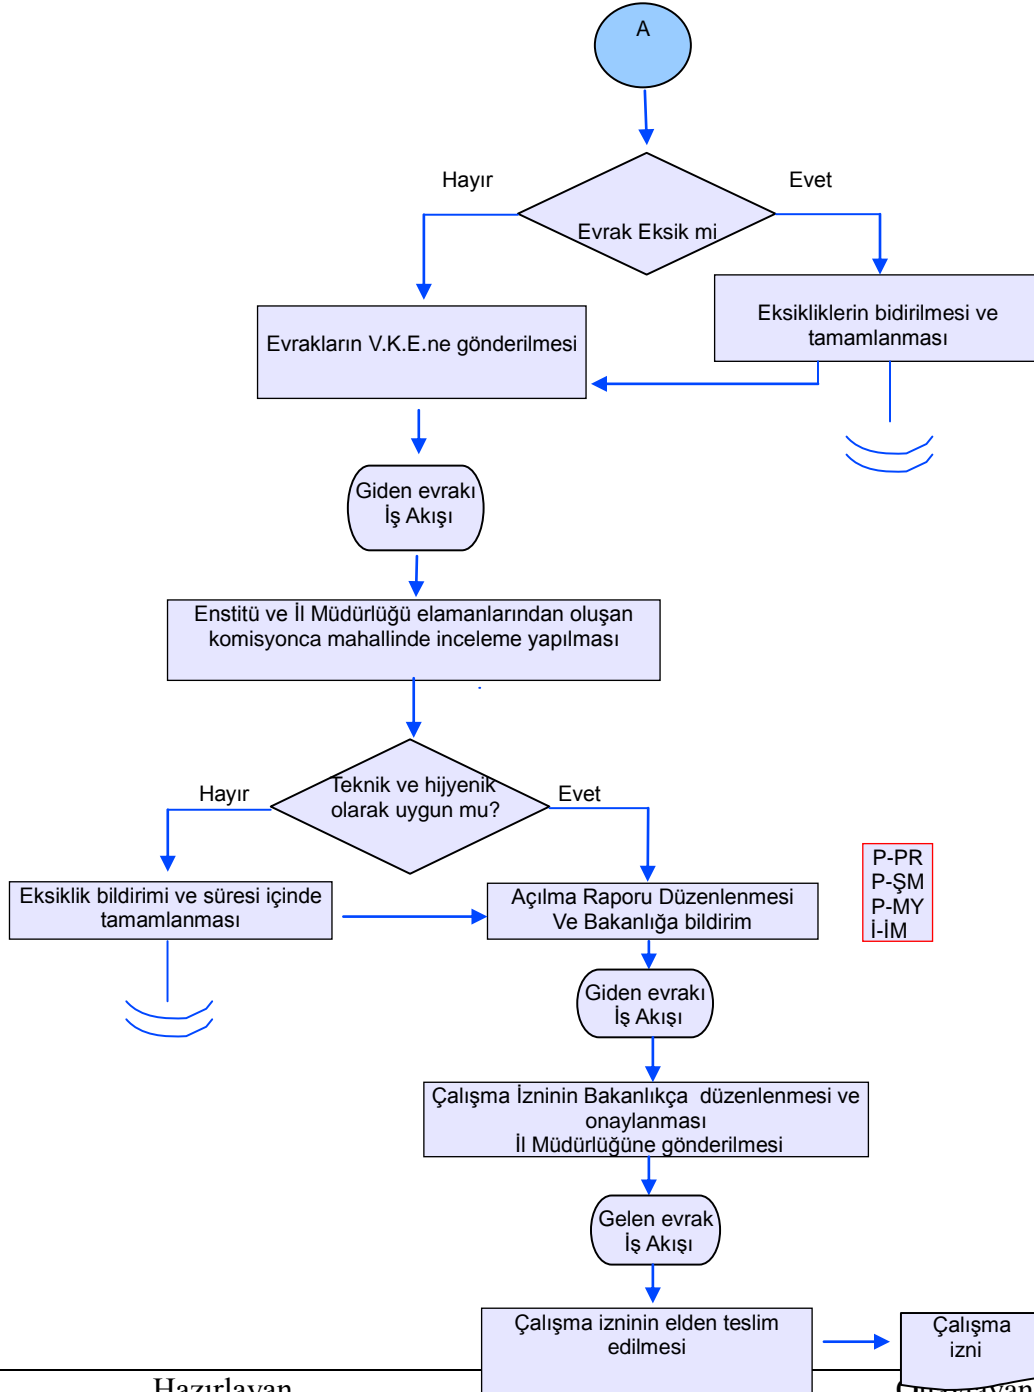 A
Hayır
Evet
Evrak Eksik mi
Eksikliklerin bidirilmesi ve
tamamlanması
Evrakların V.K.E.ne gönderilmesi
Giden evrakı
İş Akışı
Enstitü ve İl Müdürlüğü elamanlarından oluşan
komisyonca mahallinde inceleme yapılması
Teknik ve hijyenik
olarak uygun mu?
Hayır
Evet
P-PR
P-ŞM
P-MY
İ-İM
Eksiklik bildirimi ve süresi içinde
tamamlanması
Açılma Raporu Düzenlenmesi
Ve Bakanlığa bildirim
Giden evrakı
İş Akışı
Çalışma İzninin Bakanlıkça düzenlenmesi ve
onaylanması
İl Müdürlüğüne gönderilmesi
Gelen evrak
İş Akışı
Çalışma izninin elden teslim
edilmesi
Çalışma
izni
Hazırlayan